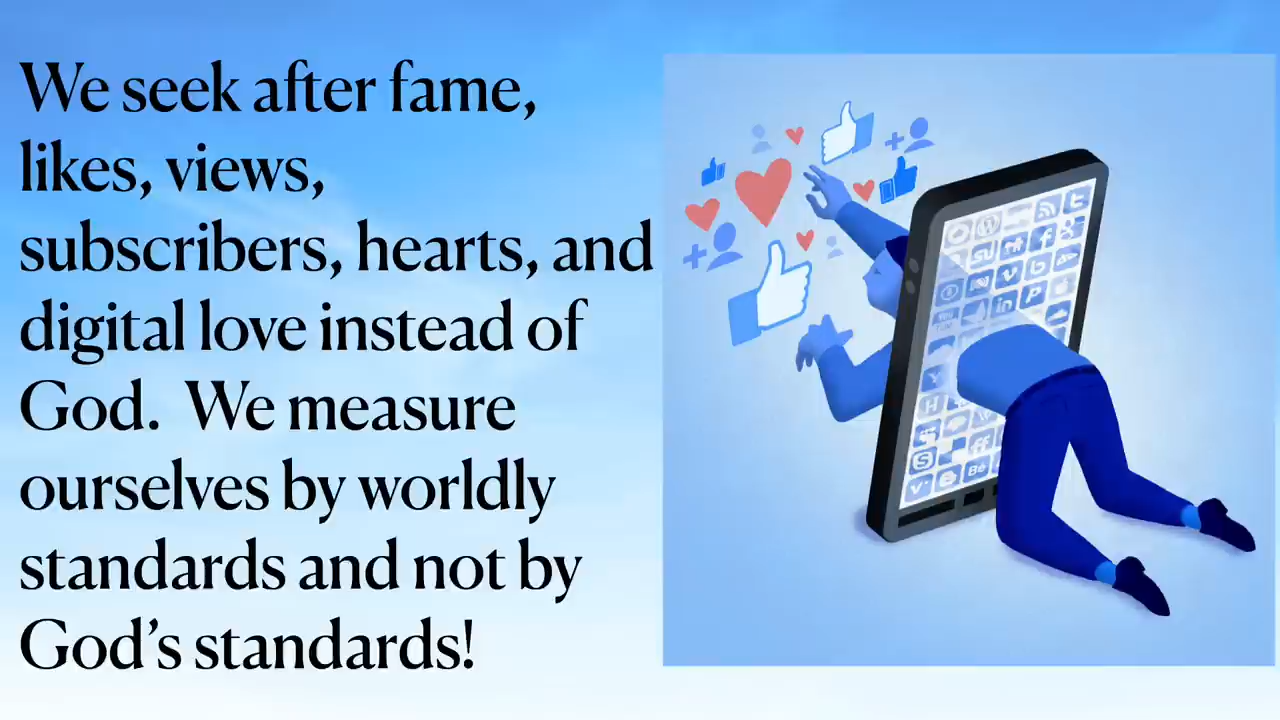 We seek after fame,
likes, views,
subscribers, hearts, and
digital love instead of
God.  We measure
ourselves by worldly
standards and not by
God’s standards!